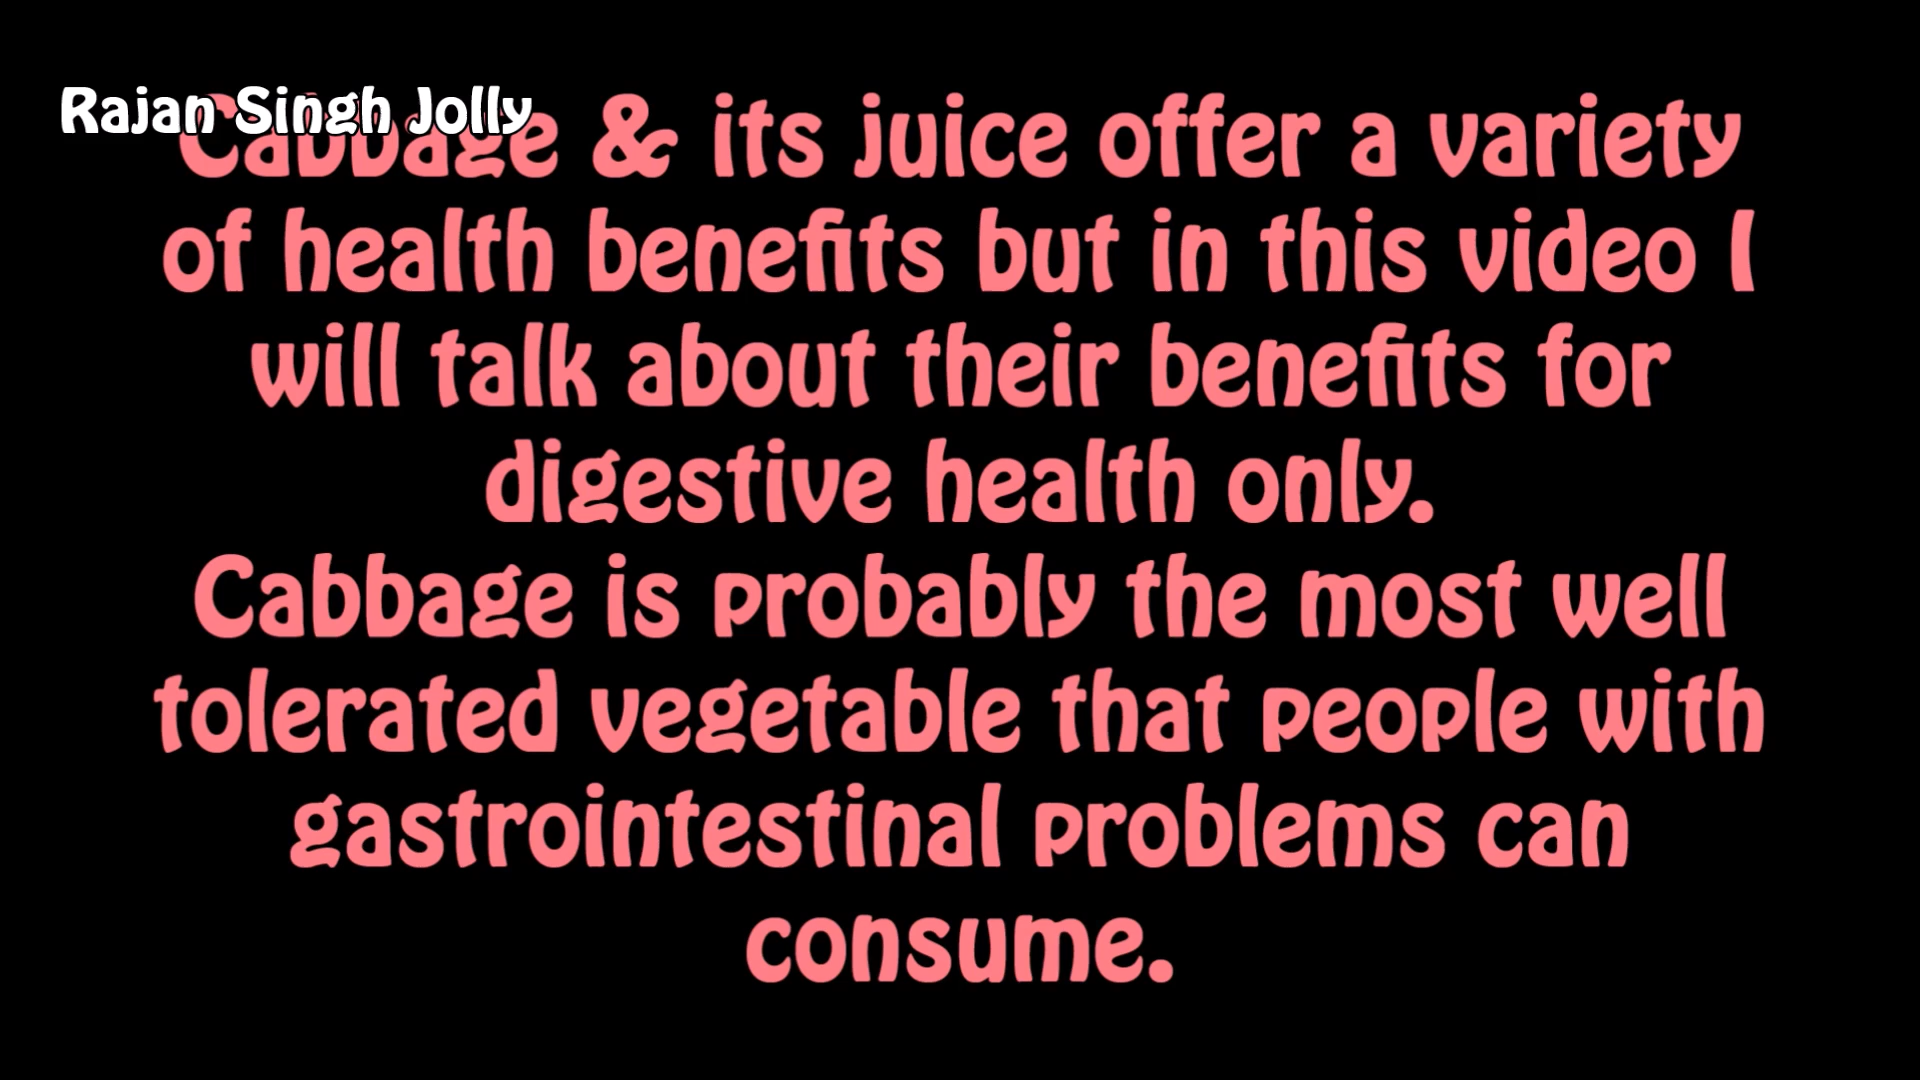 Rajan Singh Jolly
Cabbage & its juice offer a variety
of health benefits but in this video I
will talk about their benefits for
digestive health only.
Cabbage is probably the most well
tolerated vegetable that people with
gastrointestinal problems can
consume.